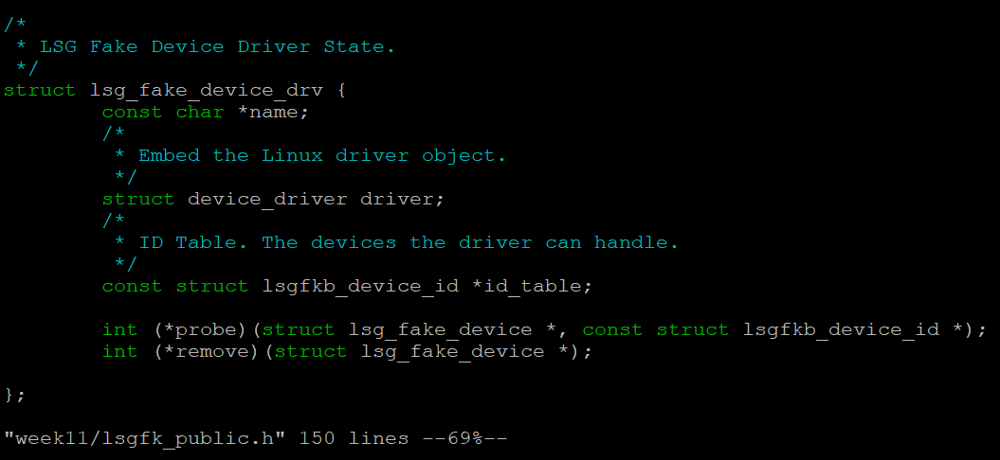 /*
 * LSG Fake Device Driver State.
 */
struct lsg_fake_device_drv {
        const char *name;
        /*
         * Embed the Linux driver object.
         */
        struct device_driver driver;
        /*
         * ID Table. The devices the driver can handle.
         */
        const struct lsgfkb_device_id *id_table;

        int (*probe)(struct lsg_fake_device *, const struct lsgfkb_device_id *);
        int (*remove)(struct lsg_fake_device *);

};

"week11/lsgfk_public.h" 150 lines --69%--